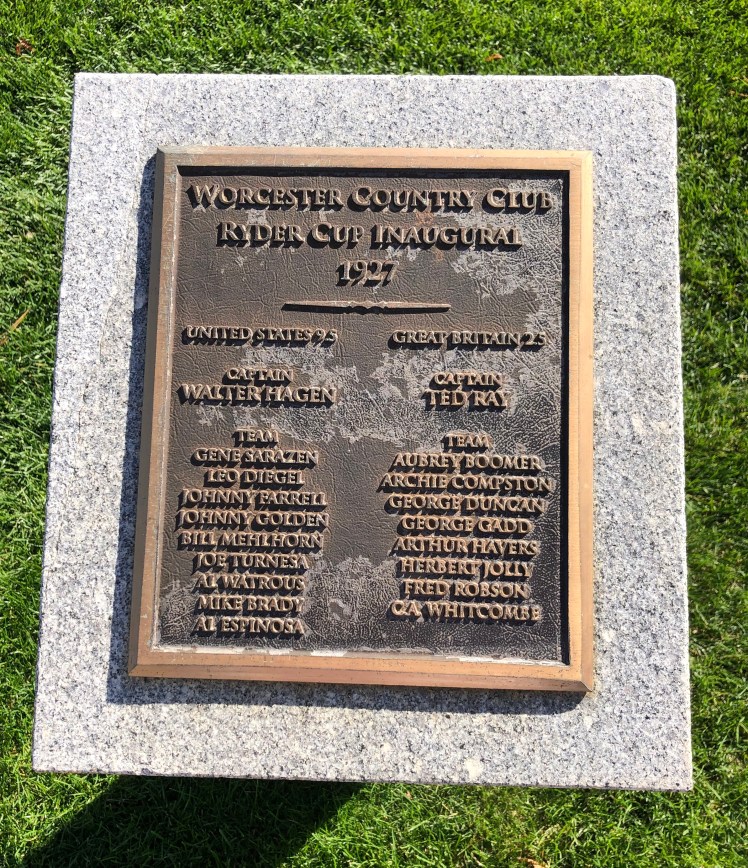 WORCESTER COUNTRY CLUB
RYDER CUP INAUGURAL
1927
UNITED STATES 9.5
CAPTAIN
WALTER HAGEN
TEAM
GENE SARAZEN
LEO DIEGEL
JOHNNY FARRELL
JOHNNY GOLDEN
BILL MEHLHORN
JOE TURNESA
AL WATROUS
MIKE BRADY
AL ESPINOSA
GREAT BRITAIN 2.5
CAPTAIN
TED RAY
TEAM
AUBREY BOOMER
ARCHIE COMPSTON
GEORGE DUNCAN
GEORGE GADD
ARTHUR HAVERS
HERBERT JOLLY
FRED ROBSON
C.A. WHITCOMBE